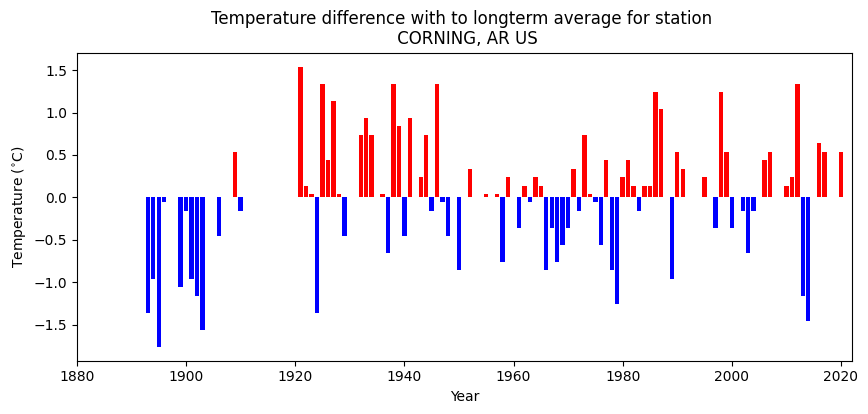 Temperature difference with to longterm average for station
CORNING, AR US
Temperature (°C)
1.5
1.0
0.5
0.0
−0.5
−1.0
−1.5
1880 1900 1920 1940 1960 1980 2000 2020
Year